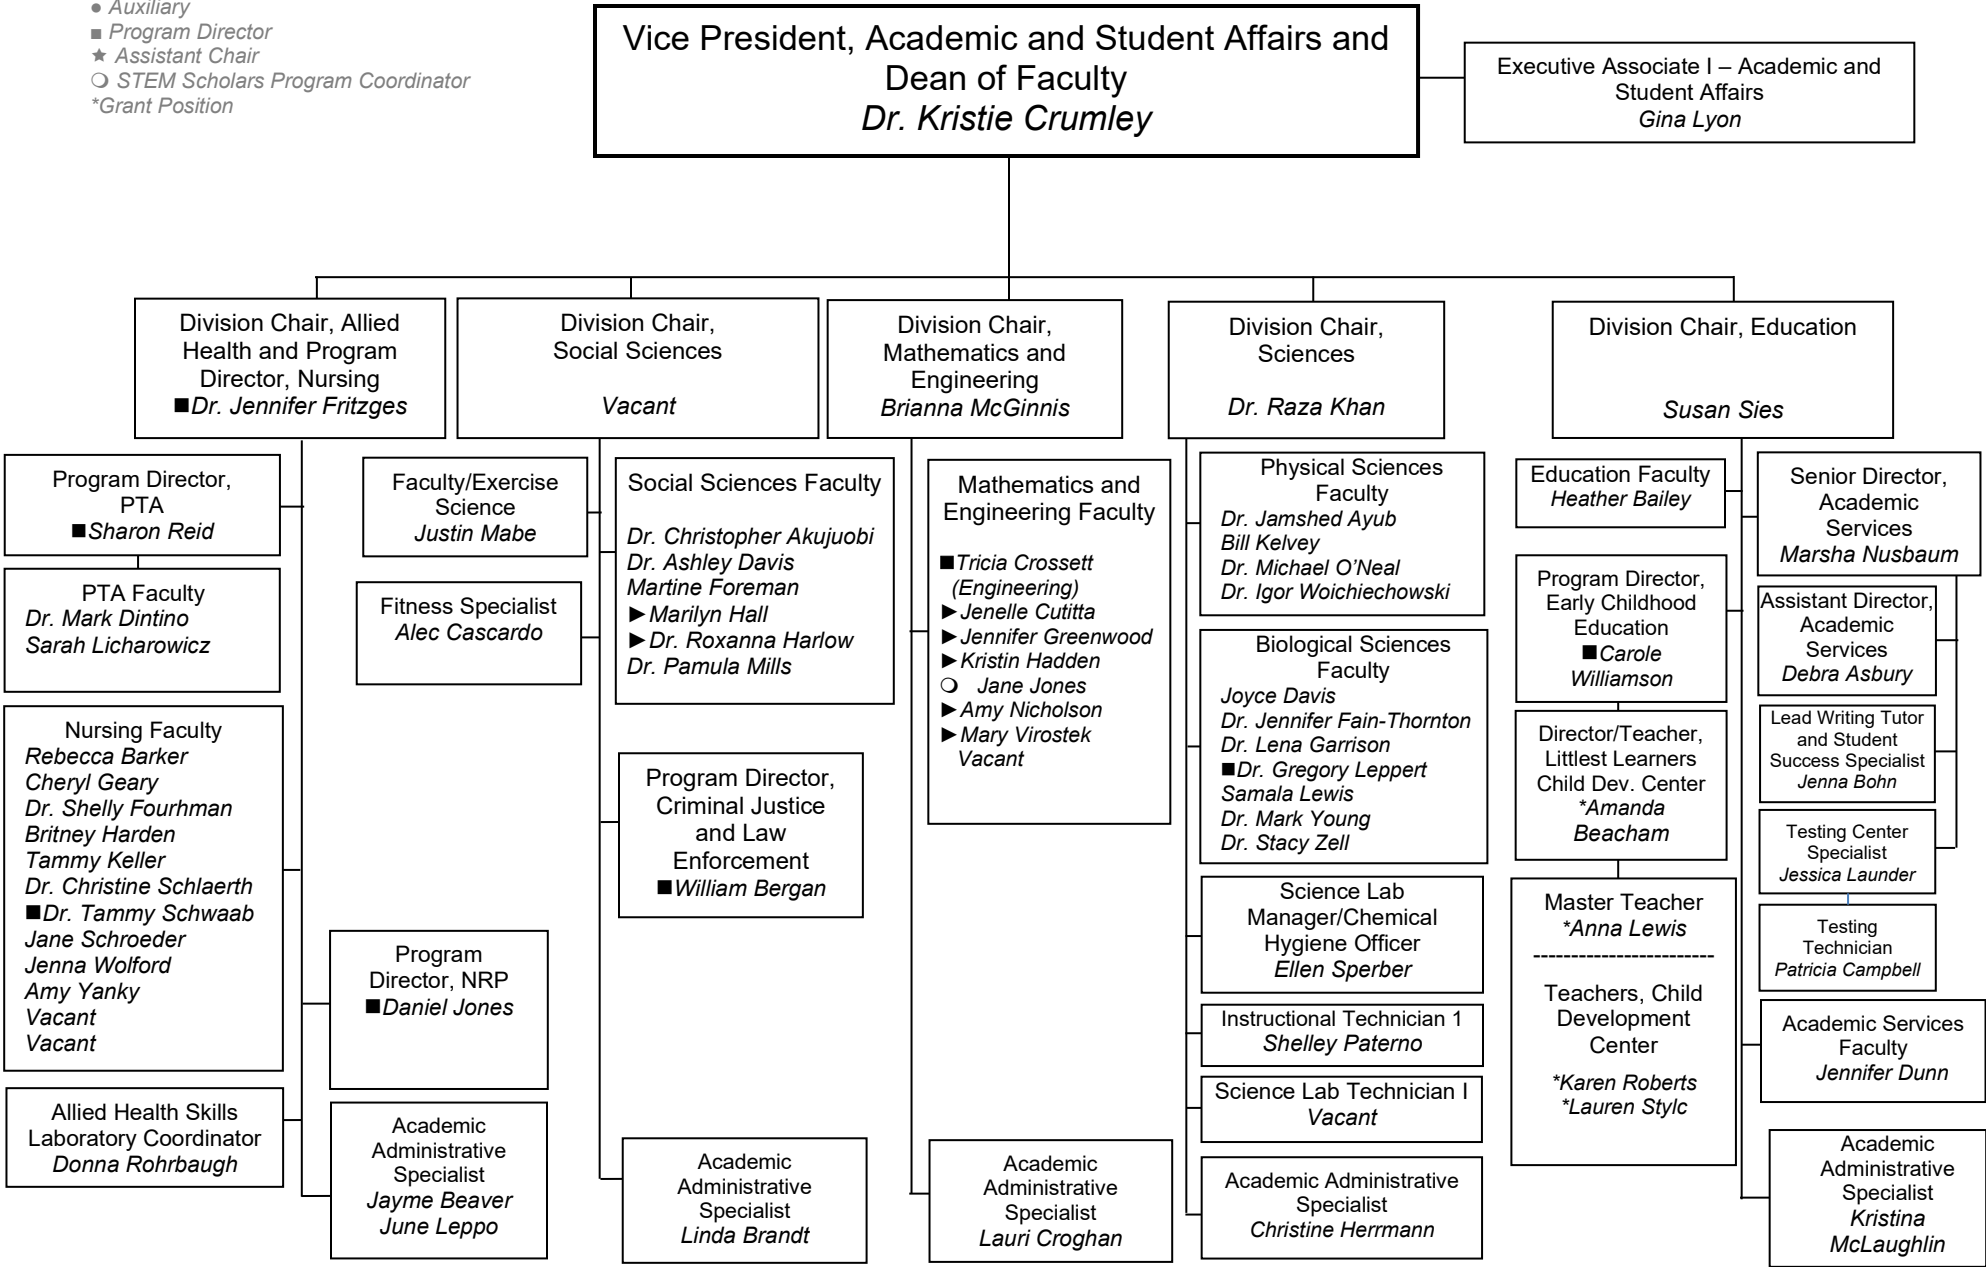 ● Auxiliary
■ Program Director
★ Assistant Chair
❍ STEM Scholars Program Coordinator
*Grant Position
Vice President, Academic and Student Affairs and
Dean of Faculty
Dr. Kristie Crumley
Executive Associate I – Academic and
Student Affairs
Gina Lyon
Division Chair, Allied
Health and Program
Director, Nursing
■Dr. Jennifer Fritzges
Division Chair,
Social Sciences
Vacant
Division Chair,
Mathematics and
Engineering
Brianna McGinnis
Division Chair,
Sciences
Dr. Raza Khan
Division Chair, Education
Susan Sies
Program Director,
PTA
■Sharon Reid
PTA Faculty
Dr. Mark Dintino
Sarah Licharowicz
Nursing Faculty
Rebecca Barker
Cheryl Geary
Dr. Shelly Fourhman
Britney Harden
Tammy Keller
Dr. Christine Schlaerth
■Dr. Tammy Schwaab
Jane Schroeder
Jenna Wolford
Amy Yanky
Vacant
Vacant
Allied Health Skills
Laboratory Coordinator
Donna Rohrbaugh
Program
Director, NRP
■Daniel Jones
Academic
Administrative
Specialist
Jayme Beaver
June Leppo
Faculty/Exercise
Science
Justin Mabe
Fitness Specialist
Alec Cascardo
Social Sciences Faculty
Dr. Christopher Akujuobi
Dr. Ashley Davis
Martine Foreman
►Marilyn Hall
►Dr. Roxanna Harlow
Dr. Pamula Mills
Program Director,
Criminal Justice
and Law
Enforcement
■William Bergan
Academic
Administrative
Specialist
Linda Brandt
Mathematics and
Engineering Faculty
■Tricia Crossett
(Engineering)
►Jenelle Cutitta
►Jennifer Greenwood
►Kristin Hadden
❍ Jane Jones
►Amy Nicholson
►Mary Virostek
Vacant
Academic
Administrative
Specialist
Lauri Croghan
Physical Sciences
Faculty
Dr. Jamshed Ayub
Bill Kelvey
Dr. Michael O’Neal
Dr. Igor Woichiechowski
Biological Sciences
Faculty
Joyce Davis
Dr. Jennifer Fain-Thornton
Dr. Lena Garrison
■Dr. Gregory Leppert
Samala Lewis
Dr. Mark Young
Dr. Stacy Zell
Science Lab
Manager/Chemical
Hygiene Officer
Ellen Sperber
Instructional Technician 1
Shelley Paterno
Science Lab Technician I
Vacant
Academic Administrative
Specialist
Christine Herrmann
Education Faculty
Heather Bailey
Program Director,
Early Childhood
Education
■Carole
Williamson
Director/Teacher,
Littlest Learners
Child Dev. Center
*Amanda
Beacham
Master Teacher
*Anna Lewis
------------------------
Teachers, Child
Development
Center
*Karen Roberts
*Lauren Stylc
Senior Director,
Academic
Services
Marsha Nusbaum
Assistant Director,
Academic
Services
Debra Asbury
Lead Writing Tutor
and Student
Success Specialist
Jenna Bohn
Testing Center
Specialist
Jessica Launder
Testing
Technician
Patricia Campbell
Academic Services
Faculty
Jennifer Dunn
Academic
Administrative
Specialist
Kristina
McLaughlin